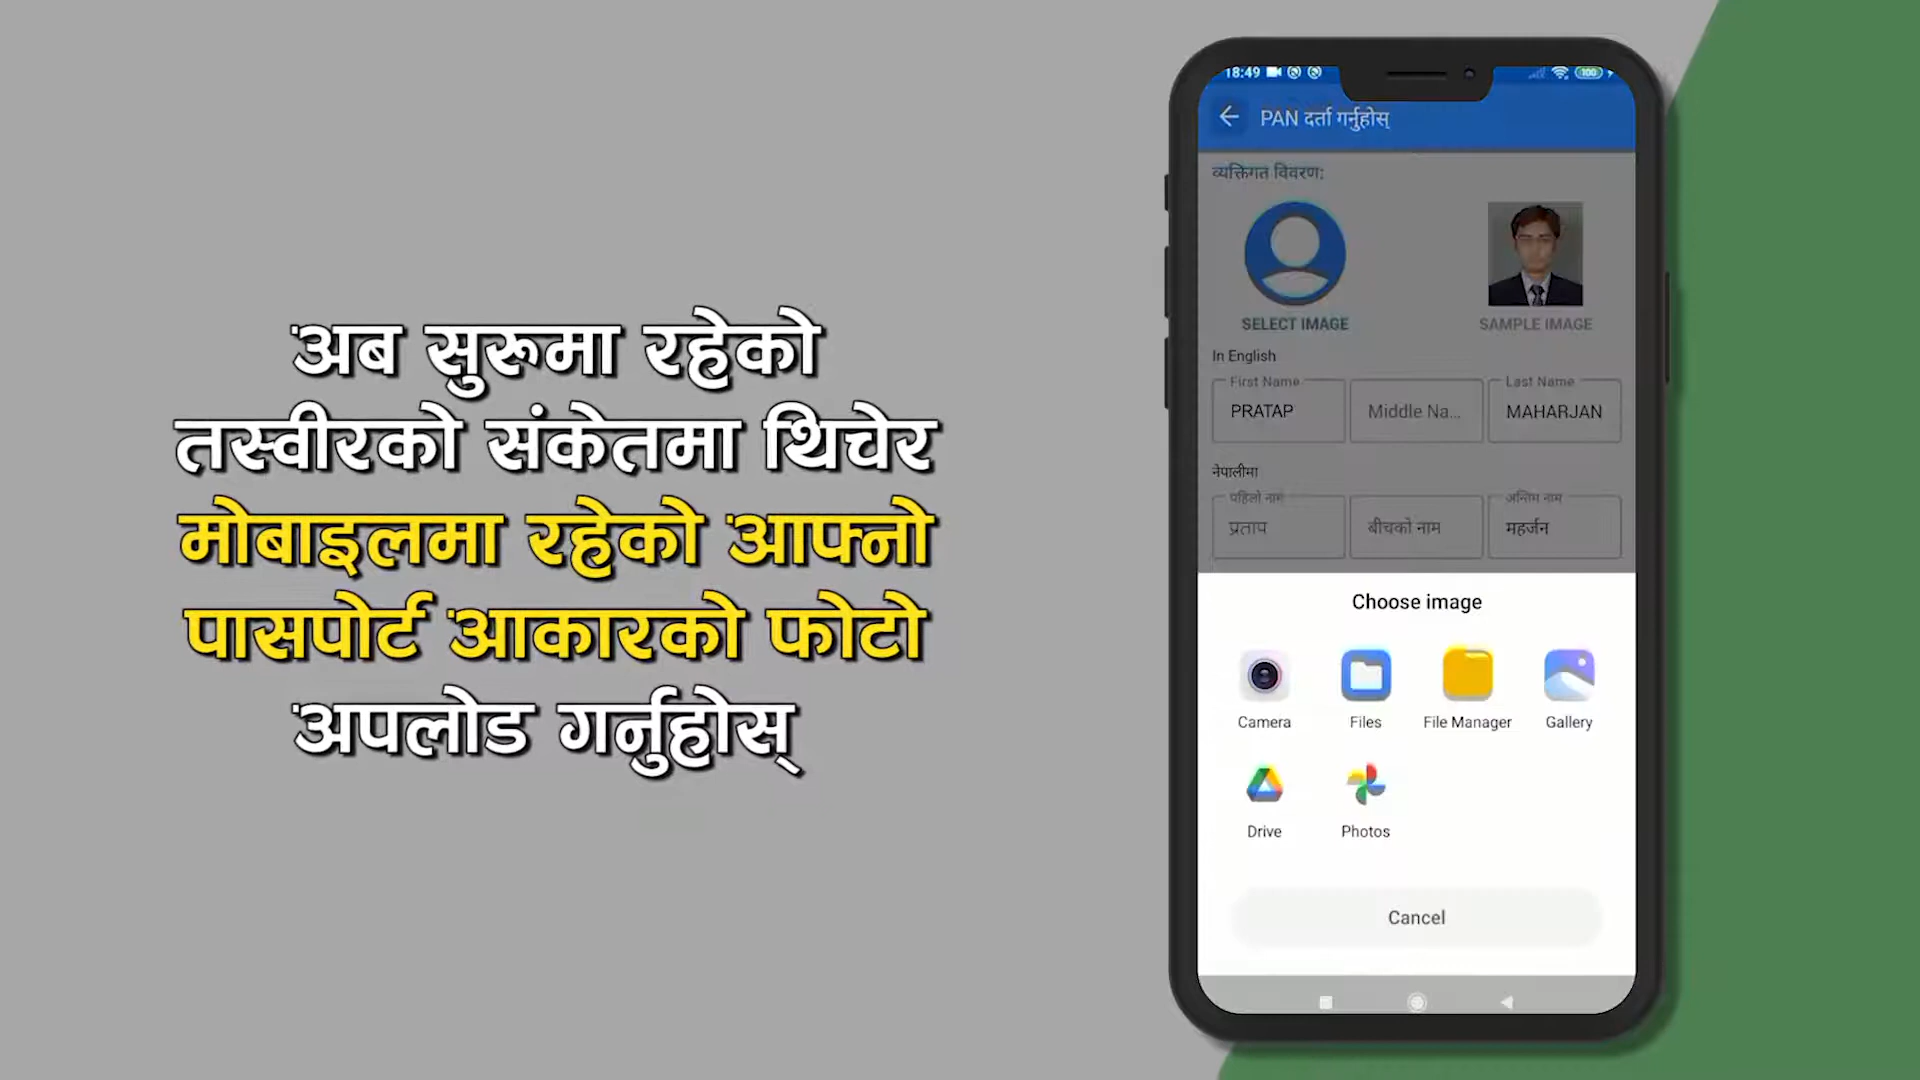 अब सुरूमा रहेको
तस्वीरको संकेतमा थिचेर
मोबाइलमा रहेको आफ्नो
पासपोर्ट आकारको फोटो
अपलोड गर्नुहोस्
18:49
100
PAN दर्ता गर्नुहोस्
व्यक्तिगत विवरण:
SELECT IMAGE
SAMPLE IMAGE
In English
First Name
Last Name
PRATAP
Middle Na...
MAHARJAN
नेपालीमा
पहिलो नाम
अन्तिम नाम
प्रताप
बीचको नाम
महर्जन
Choose image
Camera
Files
File Manager
Gallery
Drive
Photos
Cancel